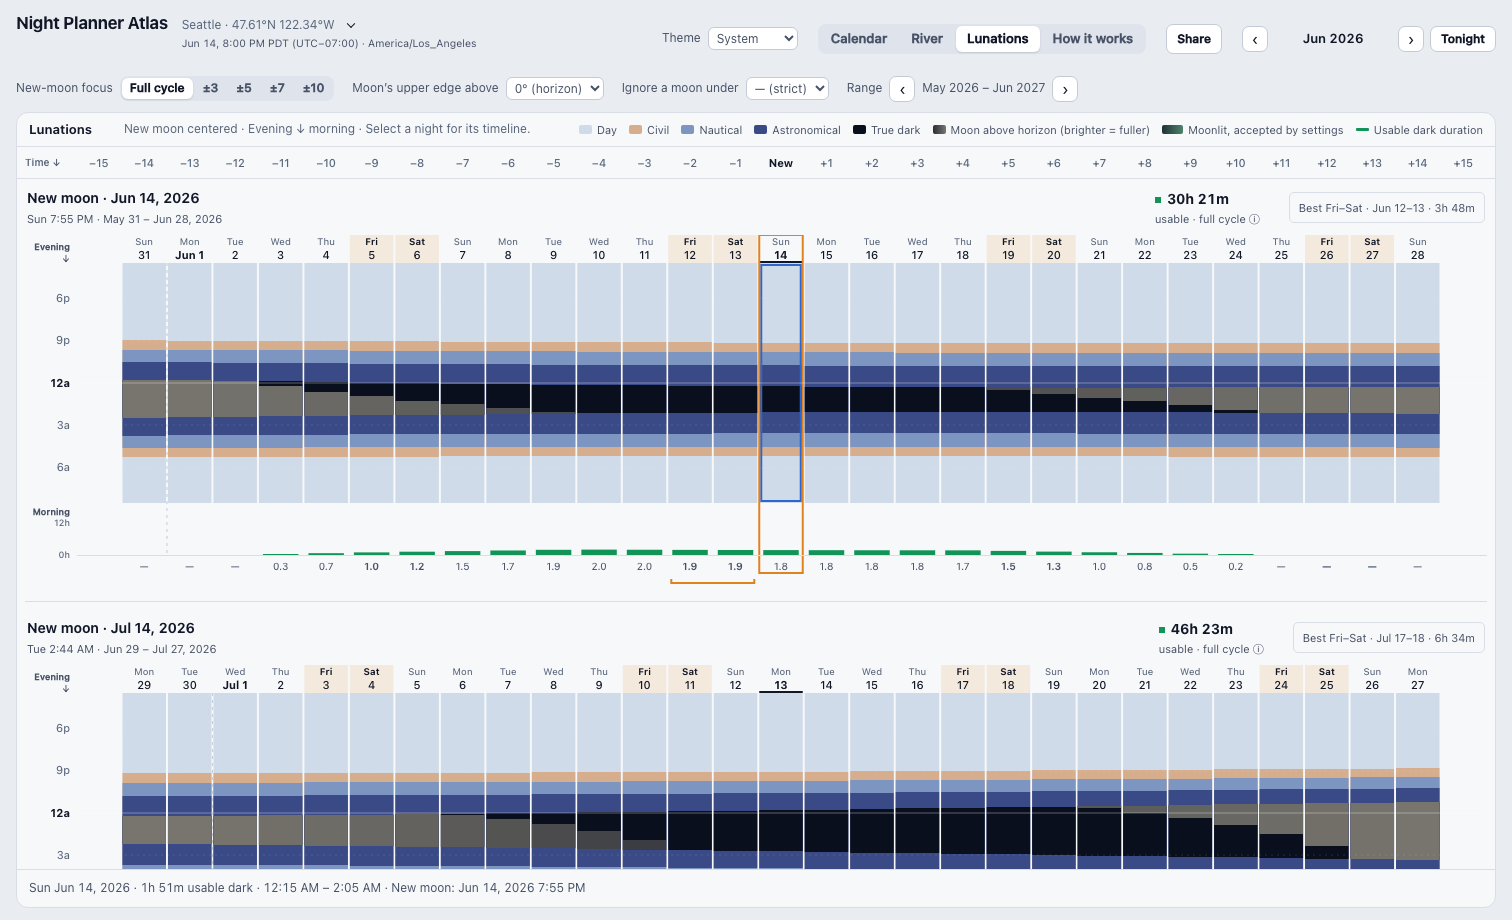 Night Planner Atlas
Seattle · 47.61°N 122.34°W
Jun 14, 8:00 PM PDT (UTC−07:00) · America/Los_Angeles
Theme System
Calendar River Lunations How it works
Share ‹ Jun 2026 › Tonight
New-moon focus Full cycle ±3 ±5 ±7 ±10 Moon's upper edge above 0° (horizon) Ignore a moon under — (strict) Range ‹ May 2026 – Jun 2027 ›
Lunations New moon centered · Evening ↓ morning · Select a night for its timeline. Day Civil Nautical Astronomical True dark Moon above horizon (brighter = fuller) Moonlit, accepted by settings Usable dark duration
Time ↓ −15 −14 −13 −12 −11 −10 −9 −8 −7 −6 −5 −4 −3 −2 −1 New +1 +2 +3 +4 +5 +6 +7 +8 +9 +10 +11 +12 +13 +14 +15
New moon · Jun 14, 2026
Sun 7:55 PM · May 31 – Jun 28, 2026
30h 21m
usable · full cycle ⓘ
Best Fri–Sat · Jun 12–13 · 3h 48m
Evening ↓
Sun Mon Tue Wed Thu Fri Sat Sun Mon Tue Wed Thu Fri Sat Sun Mon Tue Wed Thu Fri Sat Sun Mon Tue Wed Thu Fri Sat Sun
31 Jun 1 2 3 4 5 6 7 8 9 10 11 12 13 14 15 16 17 18 19 20 21 22 23 24 25 26 27 28
6p
9p
12a
3a
6a
Morning
12h
0h
— — — 0.3 0.7 1.0 1.2 1.5 1.7 1.9 2.0 2.0 1.9 1.9 1.8 1.8 1.8 1.8 1.7 1.5 1.3 1.0 0.8 0.5 0.2 — — — —
New moon · Jul 14, 2026
Tue 2:44 AM · Jun 29 – Jul 27, 2026
46h 23m
usable · full cycle ⓘ
Best Fri–Sat · Jul 17–18 · 6h 34m
Evening ↓
Mon Tue Wed Thu Fri Sat Sun Mon Tue Wed Thu Fri Sat Sun Mon Tue Wed Thu Fri Sat Sun Mon Tue Wed Thu Fri Sat Sun Mon
29 30 Jul 1 2 3 4 5 6 7 8 9 10 11 12 13 14 15 16 17 18 19 20 21 22 23 24 25 26 27
6p
9p
12a
3a
Sun Jun 14, 2026 · 1h 51m usable dark · 12:15 AM – 2:05 AM · New moon: Jun 14, 2026 7:55 PM